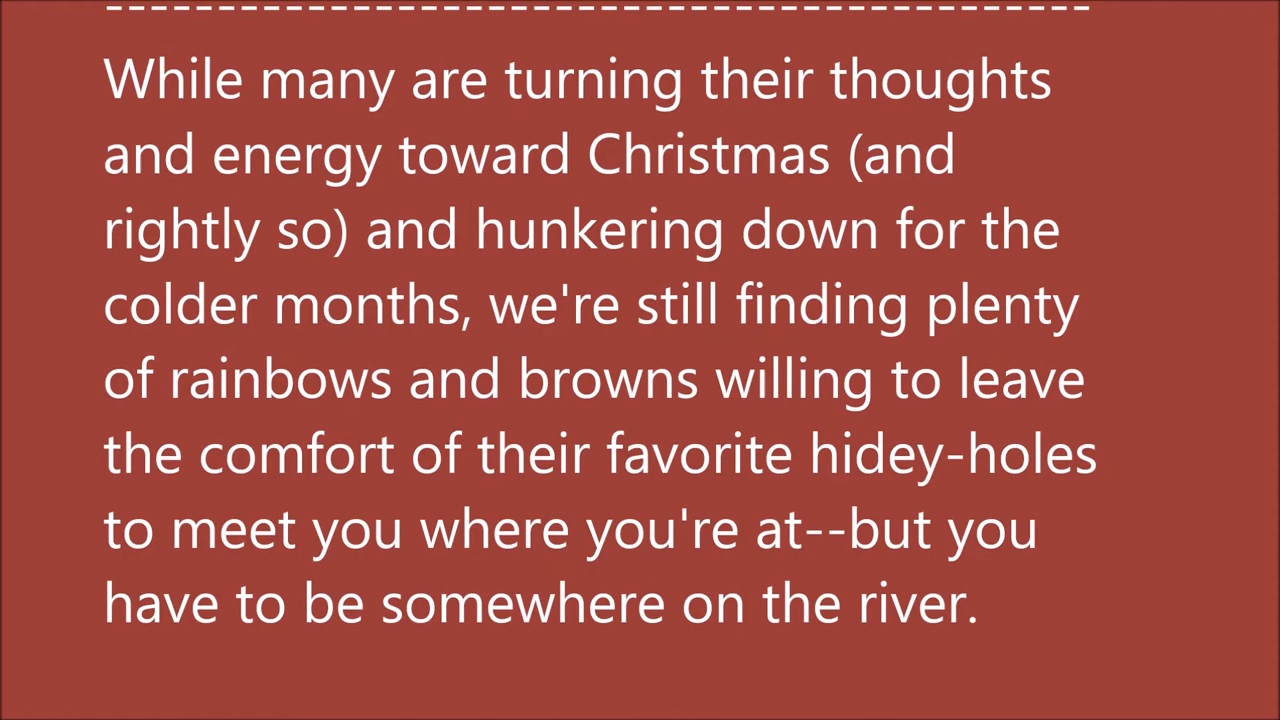 While many are turning their thoughts
and energy toward Christmas (and
rightly so) and hunkering down for the
colder months, we're still finding plenty
of rainbows and browns willing to leave
the comfort of their favorite hidey-holes
to meet you where you're at--but you
have to be somewhere on the river.